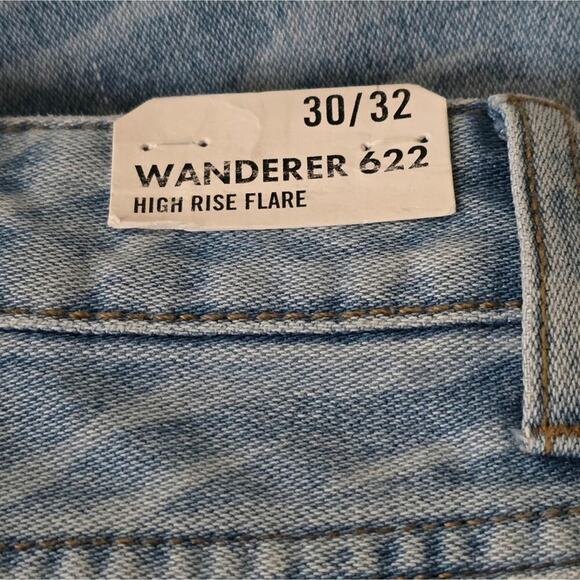 30/32
WANDERER 622
HIGH RISE FLARE